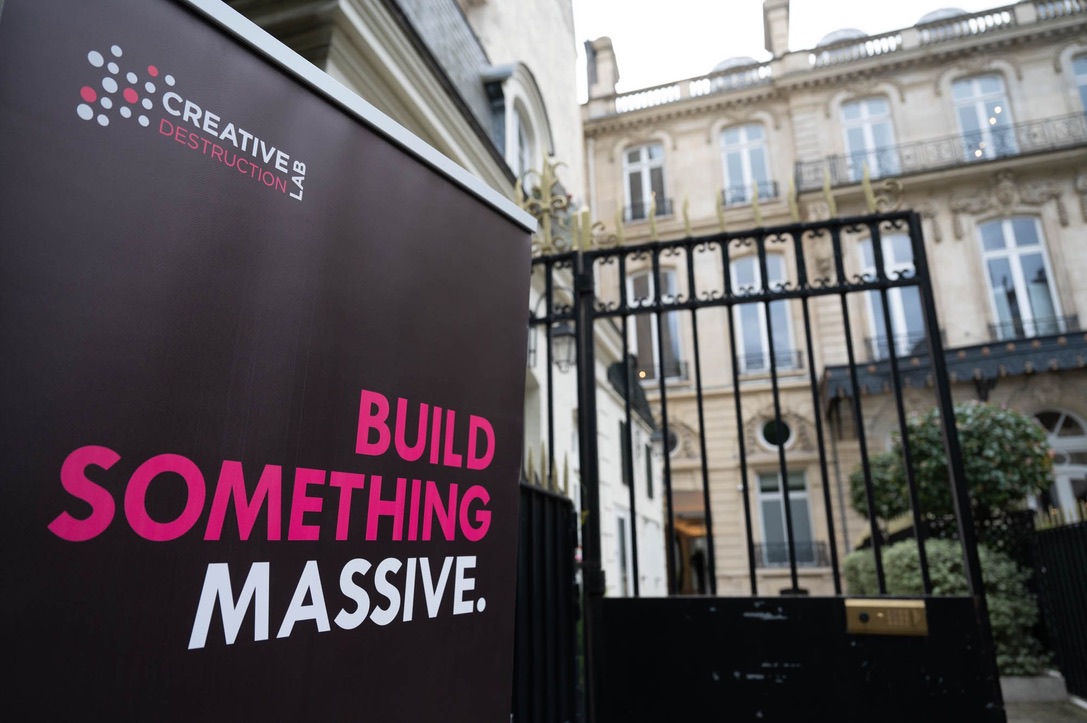 CREATIVE
DESTRUCTION
LAB
BUILD
SOMETHING
MASSIVE.